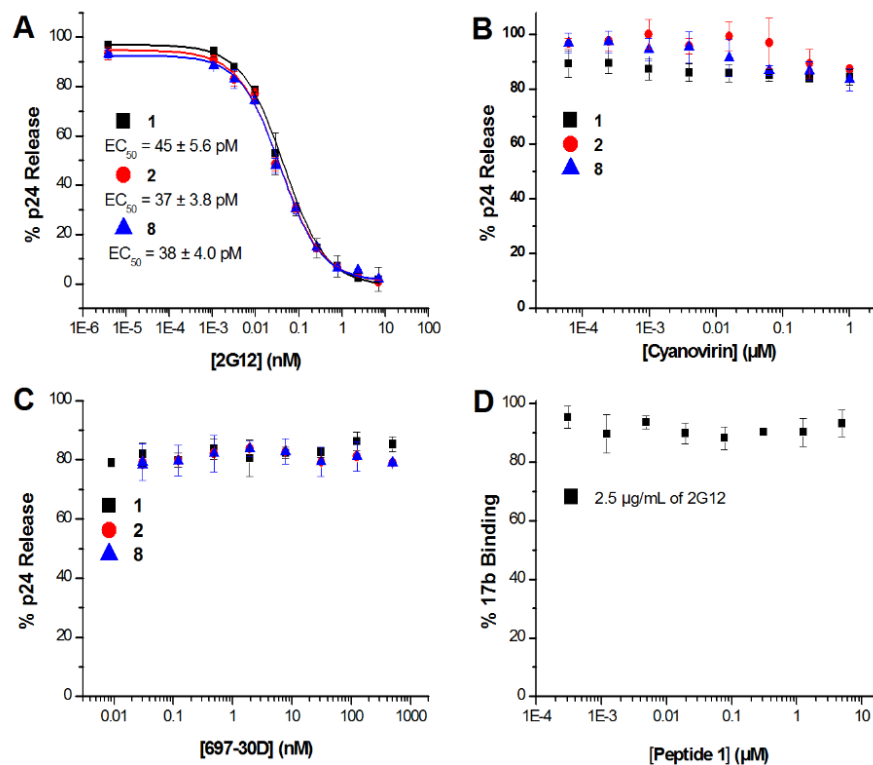 A
% p24 Release
100
80
60
40
20
0
1
EC50 = 45 ± 5.6 pM
2
EC50 = 37 ± 3.8 pM
8
EC50 = 38 ± 4.0 pM
1E-6 1E-5 1E-4 1E-3 0.01 0.1 1 10 100
[2G12] (nM)
B
% p24 Release
100
80
60
40
20
0
1
2
8
1E-4 1E-3 0.01 0.1 1
[Cyanovirin] (µM)
C
% p24 Release
100
80
60
40
20
0
1
2
8
0.01 0.1 1 10 100 1000
[697-30D] (nM)
D
% 17b Binding
100
80
60
40
20
0
2.5 µg/mL of 2G12
1E-4 1E-3 0.01 0.1 1 10
[Peptide 1] (µM)